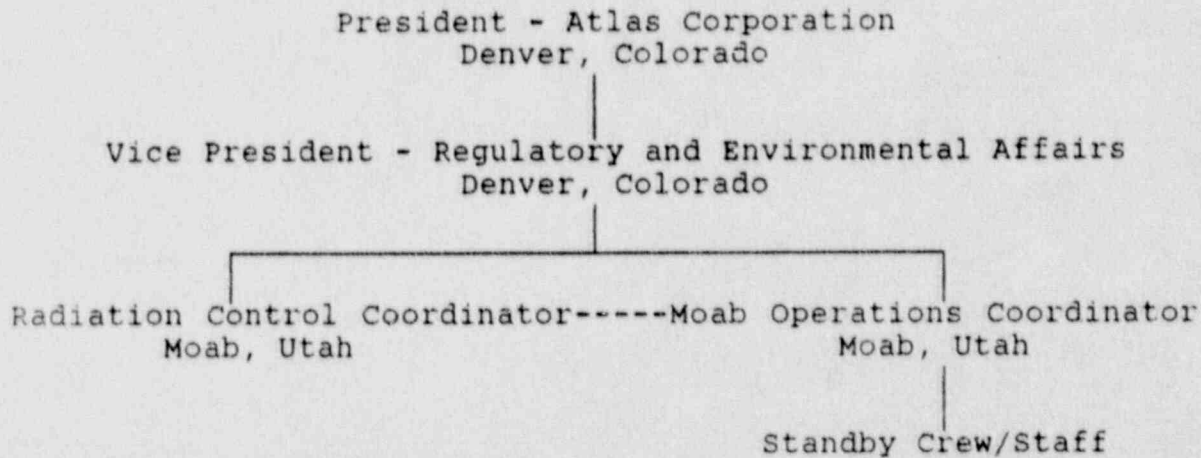 President - Atlas Corporation
Denver, Colorado
Vice President - Regulatory and Environmental Affairs
Denver, Colorado
Radiation Control Coordinator-----Moab Operations Coordinator
Moab, Utah
Moab, Utah
Standby Crew/Staff